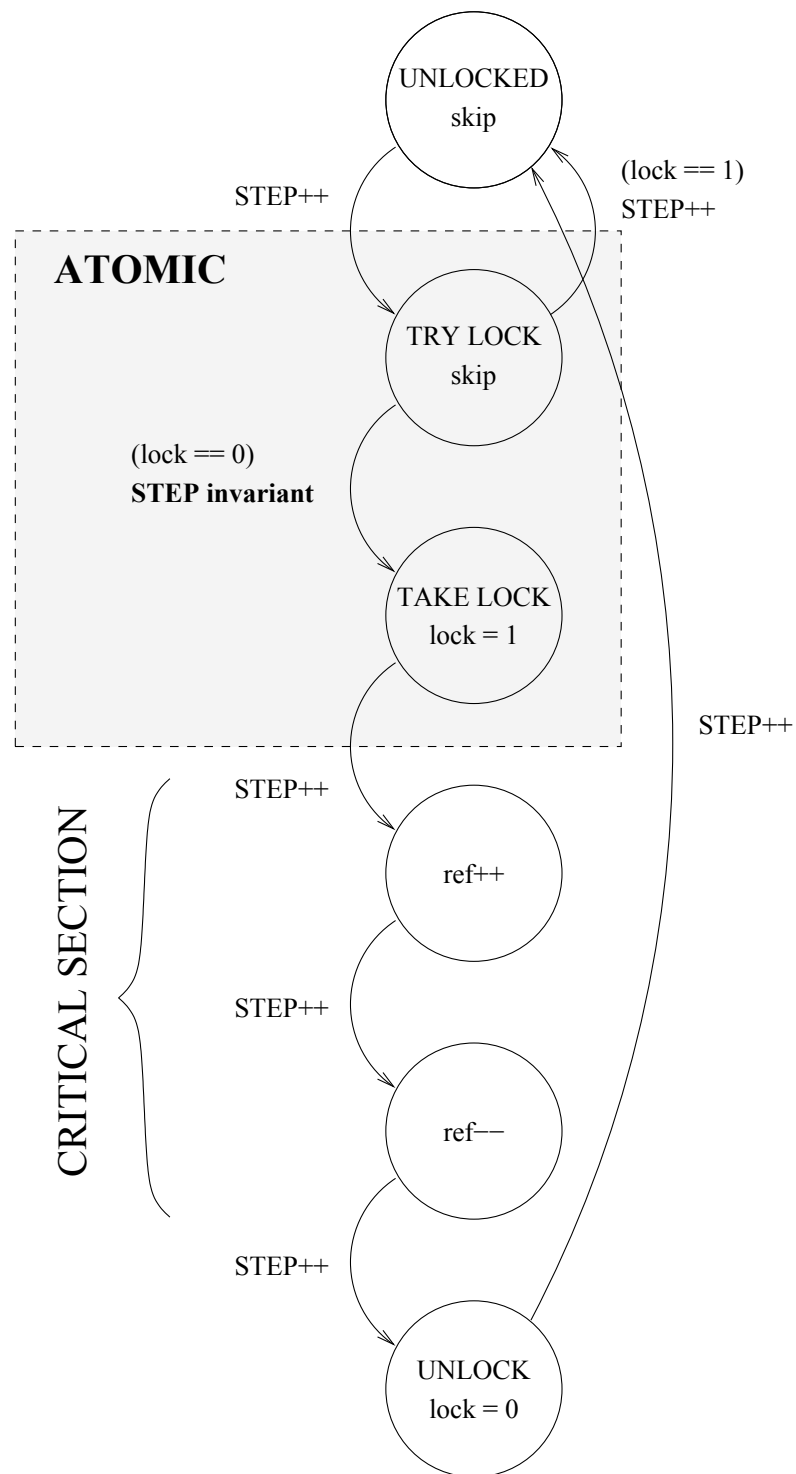 UNLOCKED
skip
(lock == 1)
STEP++
STEP++
ATOMIC
TRY LOCK
skip
(lock == 0)
STEP invariant
TAKE LOCK
lock = 1
STEP++
STEP++
CRITICAL SECTION
ref++
STEP++
ref−−
STEP++
UNLOCK
lock = 0